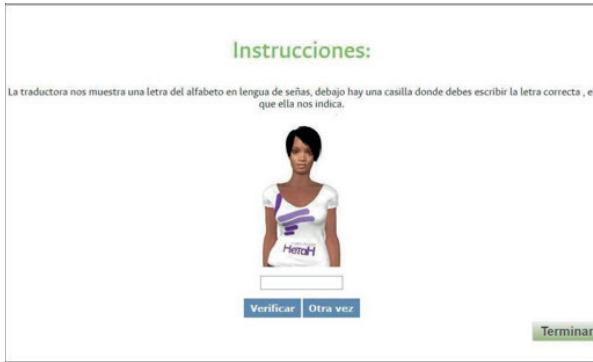 Instrucciones:
La traductora nos muestra una letra del alfabeto en lengua de señas, debajo hay una casilla donde debes escribir la letra correcta , e
que ella nos indica.
HETAH
Verificar Otra vez
Terminar